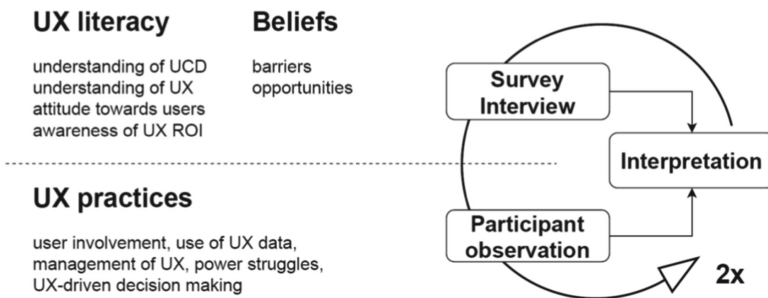 UX literacy
understanding of UCD
understanding of UX
attitude towards users
awareness of UX ROI
Beliefs
barriers
opportunities
UX practices
user involvement, use of UX data,
management of UX, power struggles,
UX-driven decision making
Survey
Interview
Interpretation
Participant
observation
2x